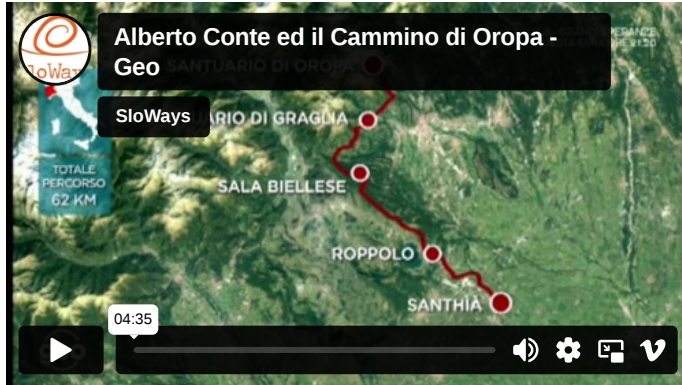 Alberto Conte ed il Cammino di Oropa -
Geo
SloWays
SANTUARIO DI OROPA
ARIO DI GRAGLIA
TOTALE
PERCORSO
62 KM
SALA BIELLESE
ROPPOLO
SANTHIÀ
04:35